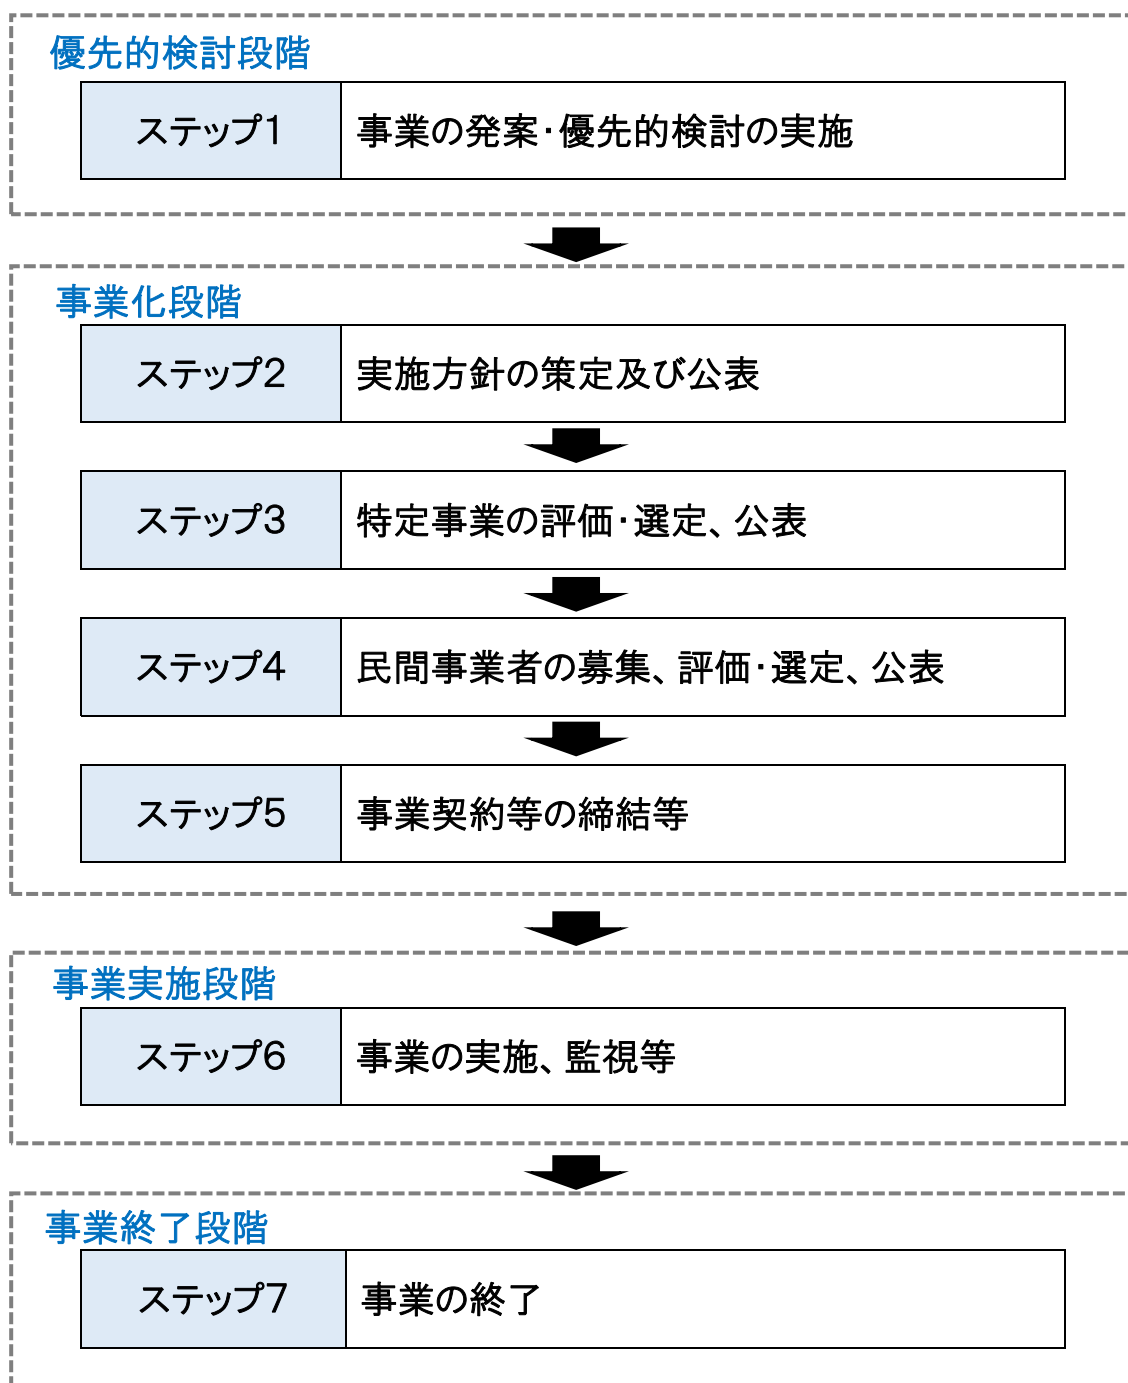 優先的検討段階
ステップ1 事業の発案・優先的検討の実施
事業化段階
ステップ2 実施方針の策定及び公表
ステップ3 特定事業の評価・選定、公表
ステップ4 民間事業者の募集、評価・選定、公表
ステップ5 事業契約等の締結等
事業実施段階
ステップ6 事業の実施、監視等
事業終了段階
ステップ7 事業の終了